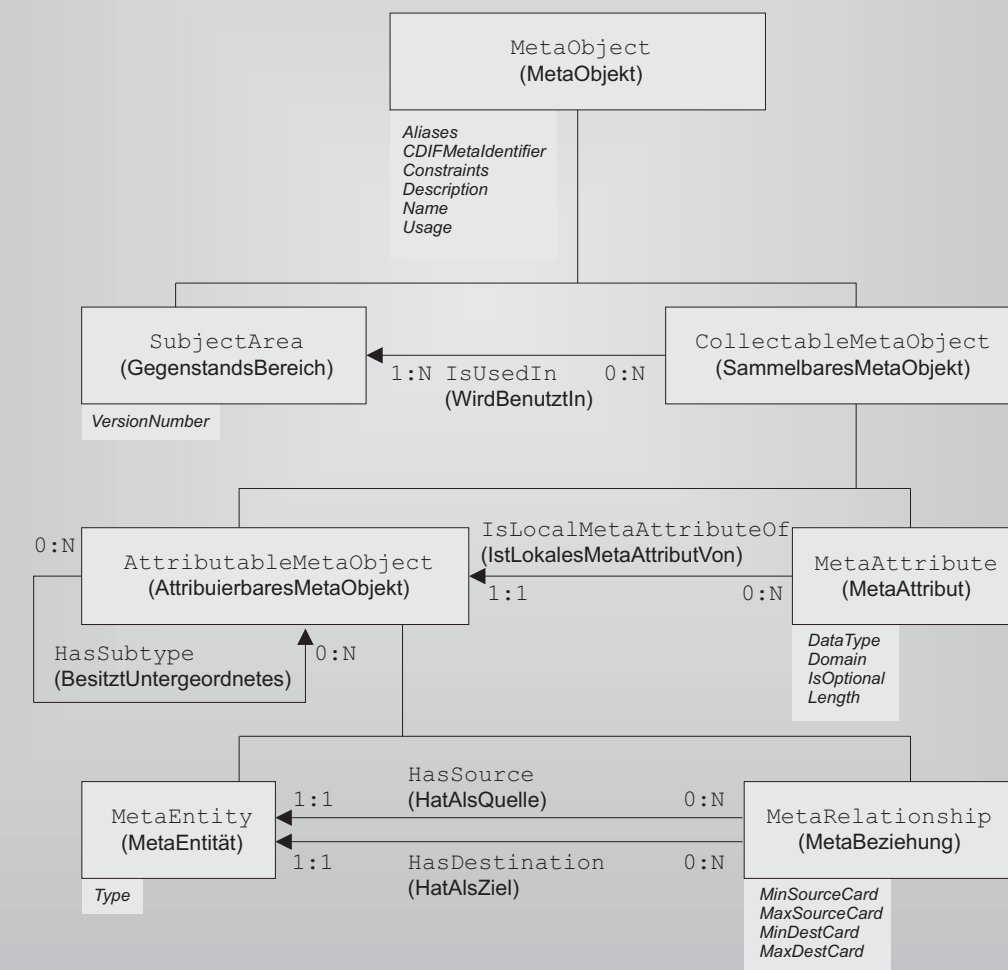 MetaObject
(MetaObjekt)
Aliases
CDIFMetaIdentifier
Constraints
Description
Name
Usage
SubjectArea
(GegenstandsBereich)
VersionNumber
1:N IsUsedIn 0:N
(WirdBenutztIn)
CollectableMetaObject
(SammelbaresMetaObjekt)
0:N
AttributableMetaObject
(AttribuierbaresMetaObjekt)
IsLocalMetaAttributeOf
(IstLokalesMetaAttributVon)
1:1 0:N
MetaAttribute
(MetaAttribut)
DataType
Domain
IsOptional
Length
HasSubtype 0:N
(BesitztUntergeordnetes)
MetaEntity
(MetaEntität)
Type
HasSource
1:1 (HatAlsQuelle) 0:N
1:1 HasDestination 0:N
(HatAlsZiel)
MetaRelationship
(MetaBeziehung)
MinSourceCard
MaxSourceCard
MinDestCard
MaxDestCard